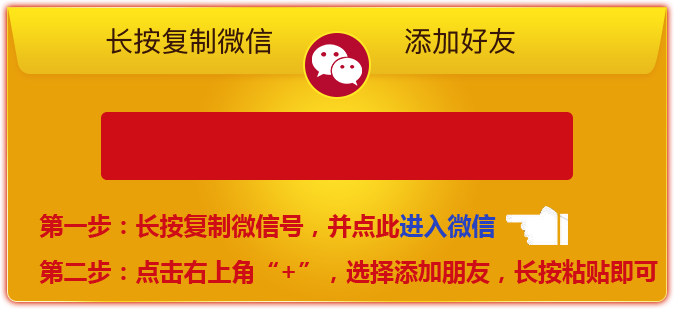 长按复制微信 添加好友
第一步：长按复制微信号，并点此进入微信
第二步：点击右上角“+”，选择添加朋友，长按粘贴即可